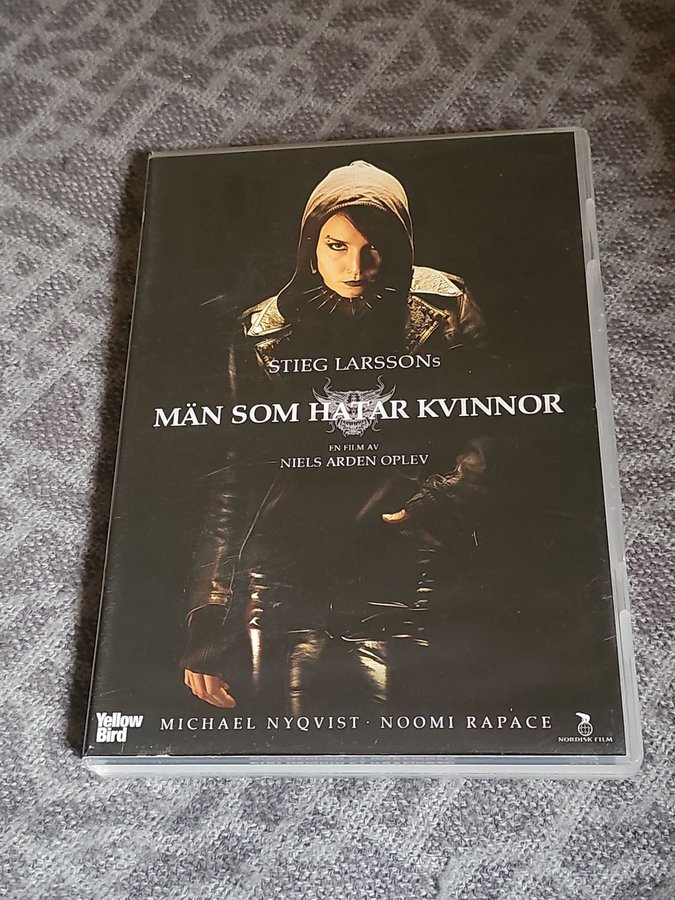 STIEG LARSSONs
MÄN SOM HATAR KVINNOR
EN FILM AV
NIELS ARDEN OPLEV
Yellow
Bird
MICHAEL NYQVIST · NOOMI RAPACE
NORDISK FILM